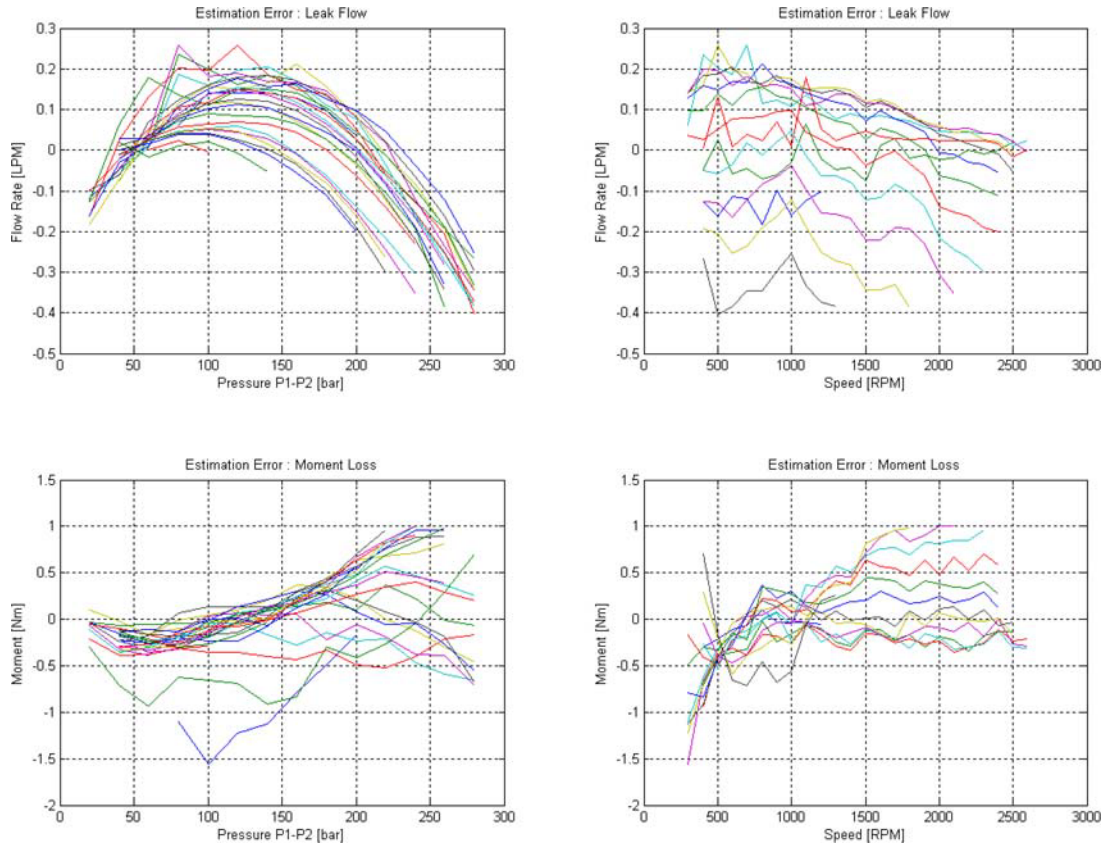 Estimation Error : Leak Flow
0.3
0.2
0.1
0
-0.1
-0.2
-0.3
-0.4
-0.5
Flow Rate [LPM]
0 50 100 150 200 250 300
Pressure P1-P2 [bar]
Estimation Error : Leak Flow
0.3
0.2
0.1
0
-0.1
-0.2
-0.3
-0.4
-0.5
Flow Rate [LPM]
0 500 1000 1500 2000 2500 3000
Speed [RPM]
Estimation Error : Moment Loss
1.5
1
0.5
0
-0.5
-1
-1.5
-2
Moment [Nm]
0 50 100 150 200 250 300
Pressure P1-P2 [bar]
Estimation Error : Moment Loss
1.5
1
0.5
0
-0.5
-1
-1.5
-2
Moment [Nm]
0 500 1000 1500 2000 2500 3000
Speed [RPM]